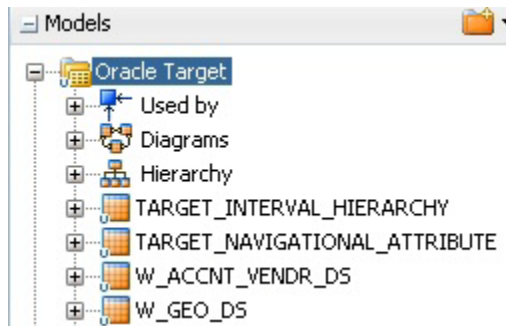 Models
Oracle Target
Used by
Diagrams
Hierarchy
TARGET_INTERVAL_HIERARCHY
TARGET_NAVIGATIONAL_ATTRIBUTE
W_ACCNT_VENDR_DS
W_GEO_DS